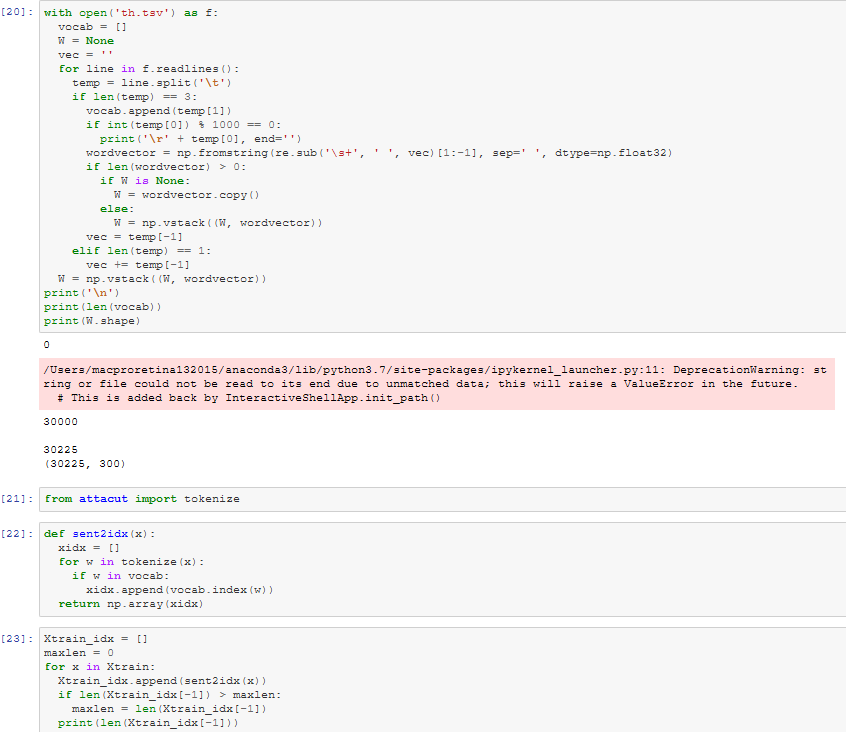 [20]: with open('th.tsv') as f:
  vocab = []
  W = None
  vec = ''
  for line in f.readlines():
    temp = line.split('\t')
    if len(temp) == 3:
      vocab.append(temp[1])
      if int(temp[0]) % 1000 == 0:
        print('\r' + temp[0], end='')
      wordvector = np.fromstring(re.sub('\s+', ' ', vec)[1:-1], sep=' ', dtype=np.float32)
      if len(wordvector) > 0:
        if W is None:
          W = wordvector.copy()
        else:
          W = np.vstack((W, wordvector))
      vec = temp[-1]
    elif len(temp) == 1:
      vec += temp[-1]
  W = np.vstack((W, wordvector))
print('\n')
print(len(vocab))
print(W.shape)
0
/Users/macproretina132015/anaconda3/lib/python3.7/site-packages/ipykernel_launcher.py:11: DeprecationWarning: st
ring or file could not be read to its end due to unmatched data; this will raise a ValueError in the future.
  # This is added back by InteractiveShellApp.init_path()
30000
30225
(30225, 300)
[21]: from attacut import tokenize
[22]: def sent2idx(x):
  xidx = []
  for w in tokenize(x):
    if w in vocab:
      xidx.append(vocab.index(w))
  return np.array(xidx)
[23]: Xtrain_idx = []
maxlen = 0
for x in Xtrain:
  Xtrain_idx.append(sent2idx(x))
  if len(Xtrain_idx[-1]) > maxlen:
    maxlen = len(Xtrain_idx[-1])
  print(len(Xtrain_idx[-1]))